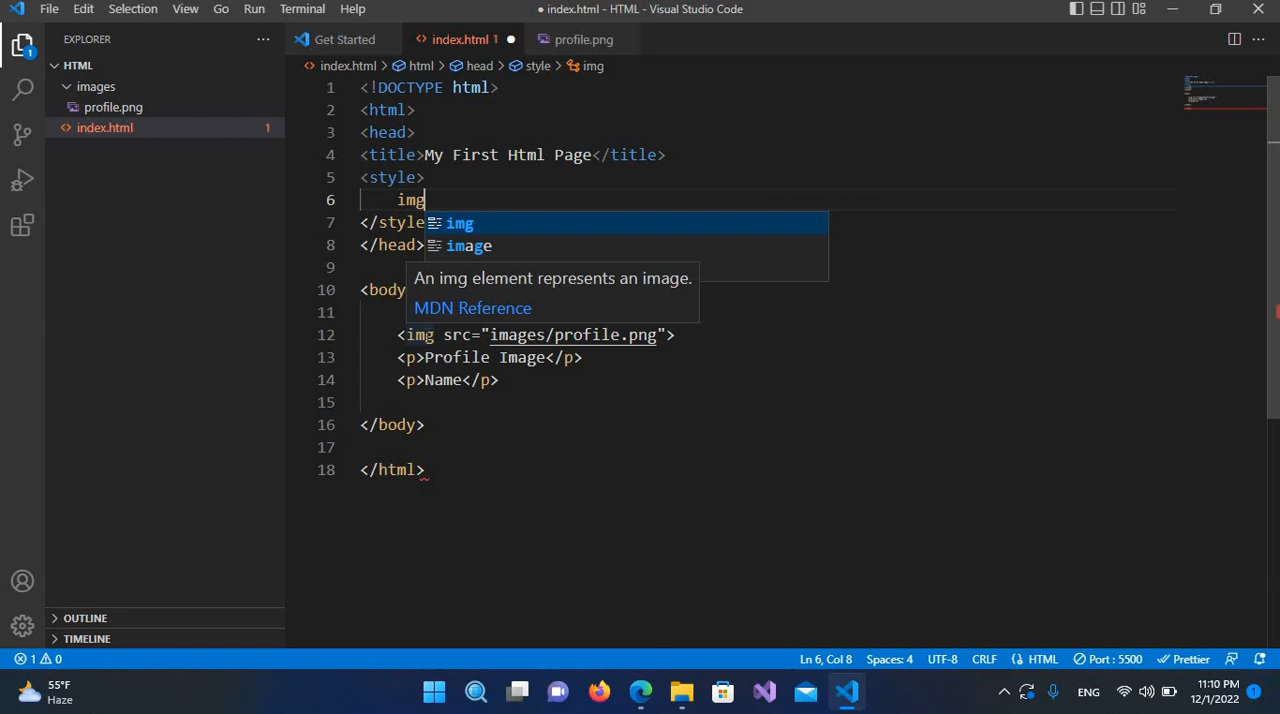 File Edit Selection View Go Run Terminal Help
● index.html - HTML - Visual Studio Code
EXPLORER
HTML
images
profile.png
index.html 1
Get Started
index.html 1
profile.png
index.html > html > head > style > img
1 <!DOCTYPE html>
2 <html>
3 <head>
4 <title>My First Html Page</title>
5 <style>
6 img
7 </style
8 </head>
9
10 <body
11
12 <img src="images/profile.png">
13 <p>Profile Image</p>
14 <p>Name</p>
15
16 </body>
17
18 </html>
img
image
An img element represents an image.
MDN Reference
1
OUTLINE
TIMELINE
1 0
Ln 6, Col 8 Spaces: 4 UTF-8 CRLF HTML Port : 5500 Prettier
55°F
Haze
ENG
11:10 PM
12/1/2022
1